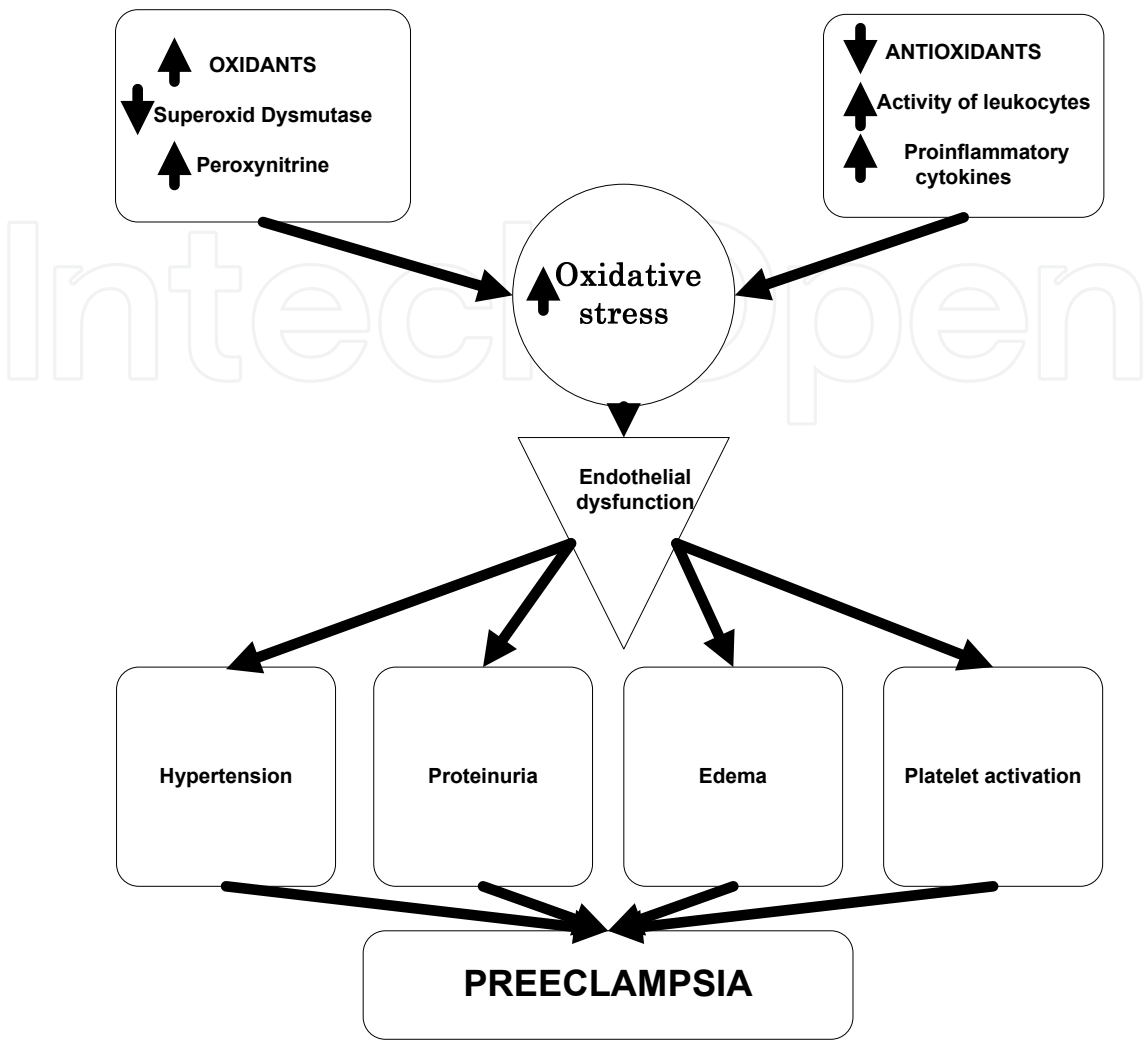 OXIDANTS
Superoxid Dysmutase
Peroxynitrine
ANTIOXIDANTS
Activity of leukocytes
Proinflammatory
cytokines
IntechOpen
Oxidative
stress
Endothelial
dysfunction
Hypertension
Proteinuria
Edema
Platelet activation
PREECLAMPSIA